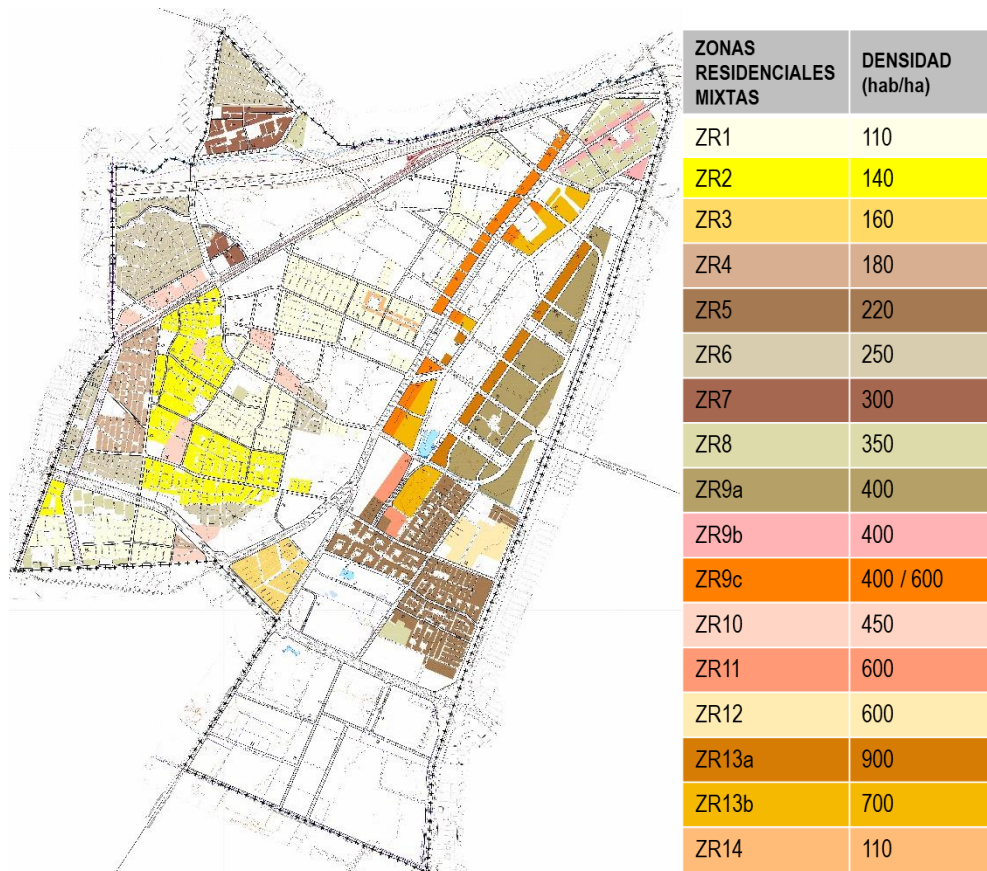 ZONAS RESIDENCIALES MIXTAS DENSIDAD (hab/ha)
ZR1 110
ZR2 140
ZR3 160
ZR4 180
ZR5 220
ZR6 250
ZR7 300
ZR8 350
ZR9a 400
ZR9b 400
ZR9c 400 / 600
ZR10 450
ZR11 600
ZR12 600
ZR13a 900
ZR13b 700
ZR14 110